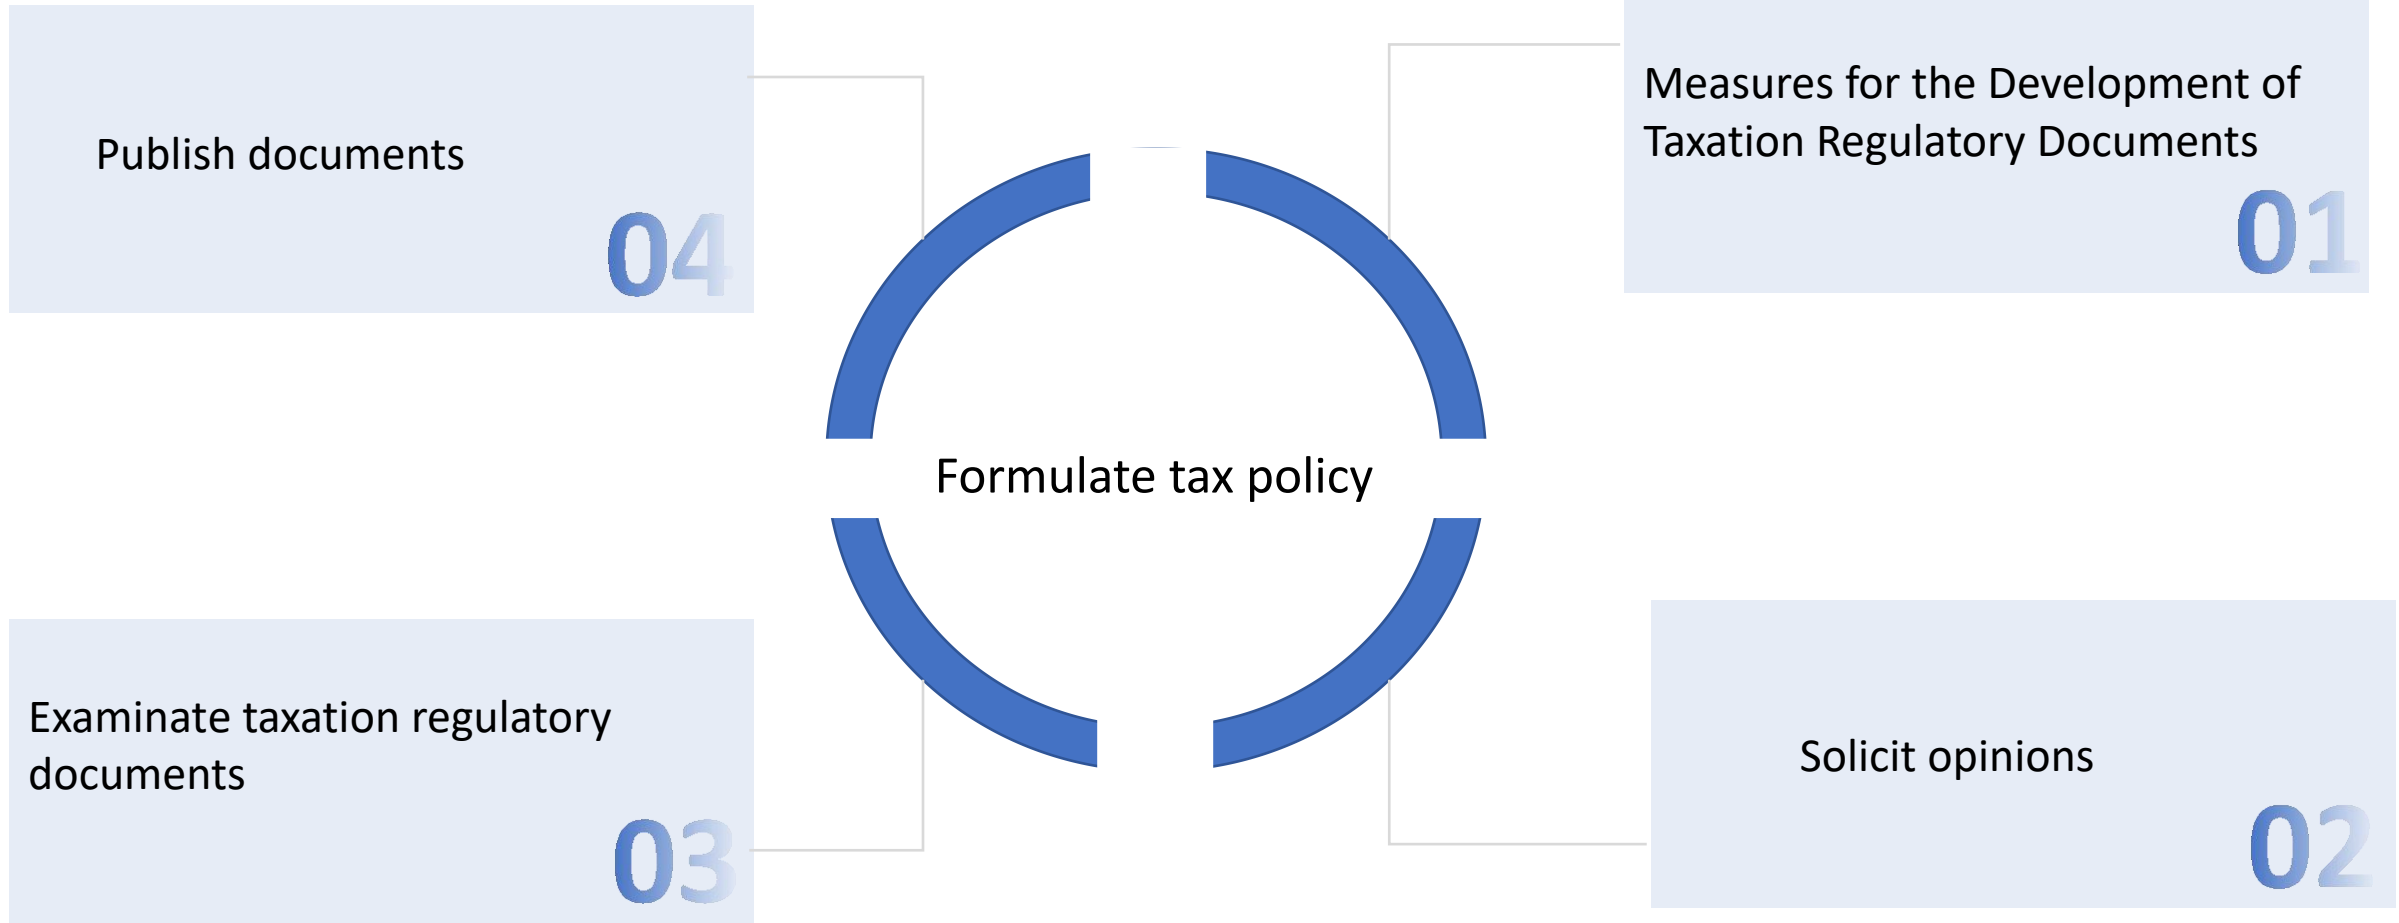 Publish documents
04
Measures for the Development of
Taxation Regulatory Documents
01
Formulate tax policy
Examinate taxation regulatory
documents
03
Solicit opinions
02